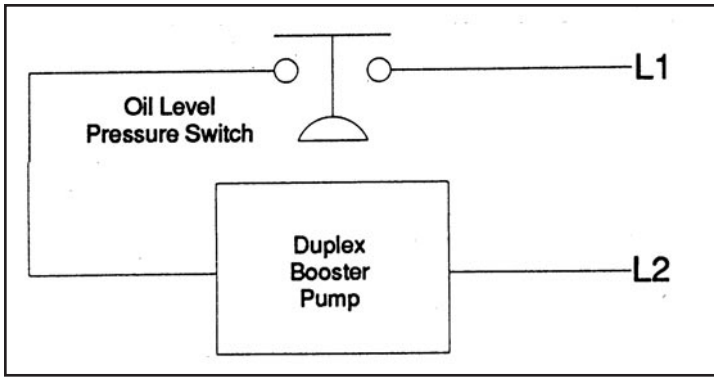 L1
Oil Level
Pressure Switch
Duplex
Booster
Pump
L2